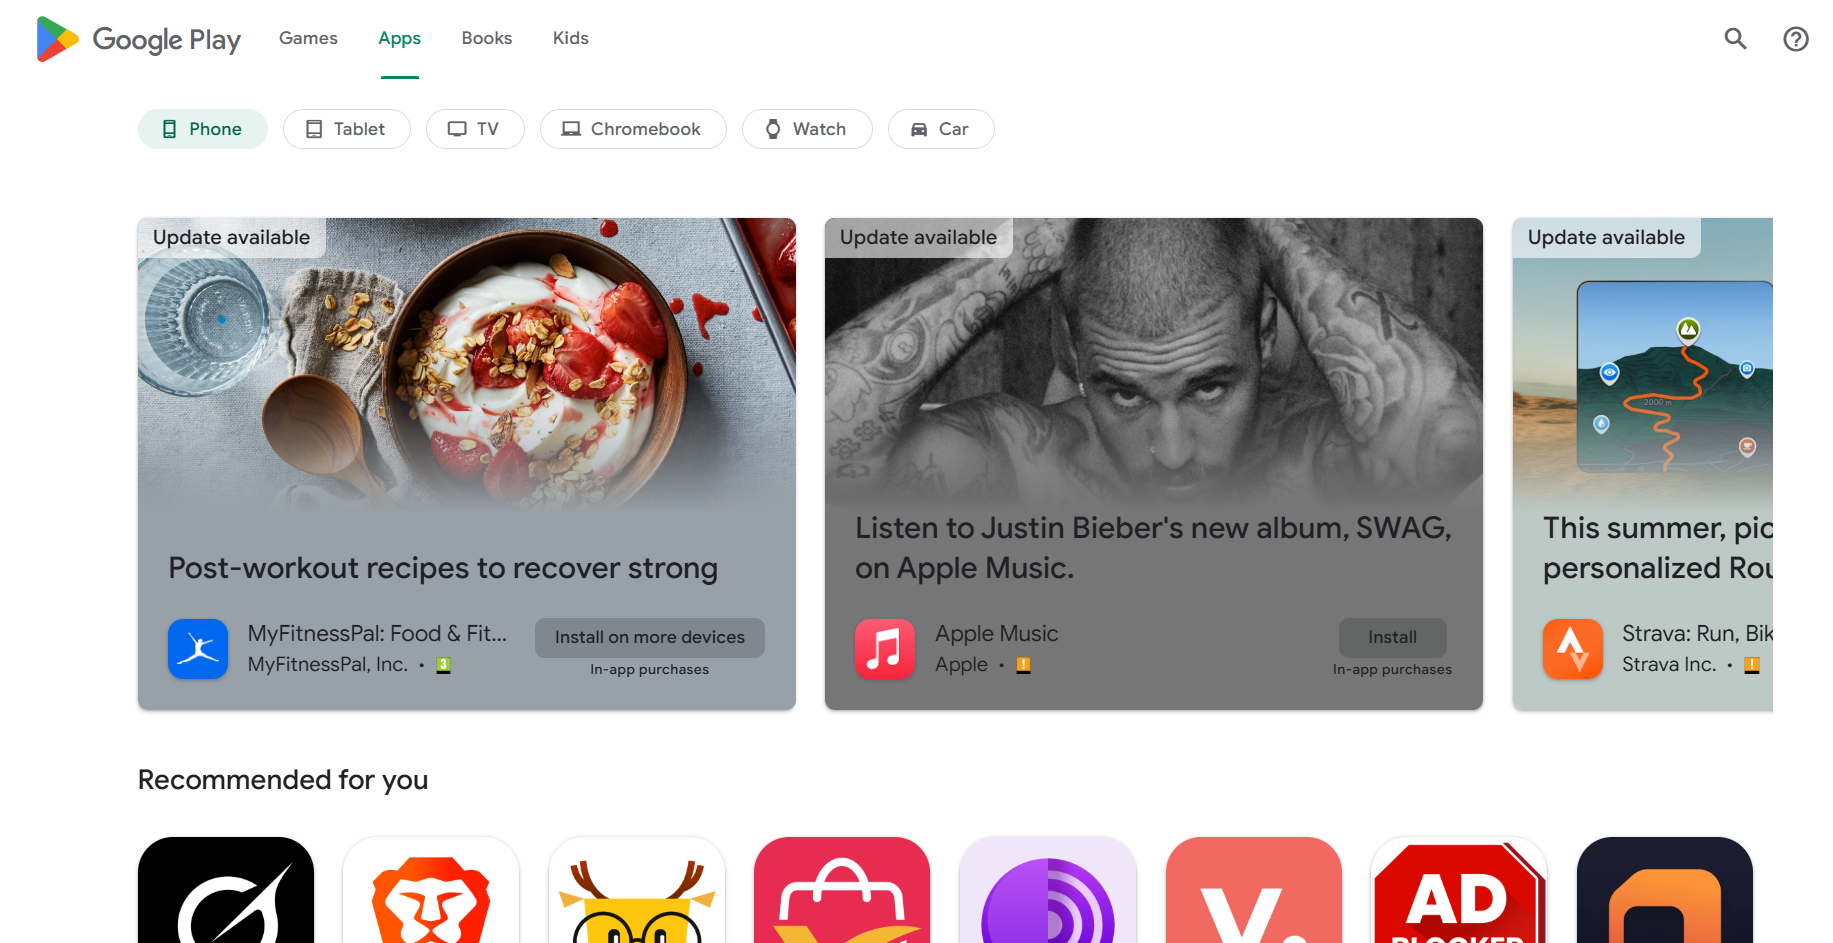 Google Play
Games
Apps
Books
Kids
Phone
Tablet
TV
Chromebook
Watch
Car
Update available
Post-workout recipes to recover strong
MyFitnessPal: Food & Fit...
MyFitnessPal, Inc. • 3
Install on more devices
In-app purchases
Update available
Listen to Justin Bieber's new album, SWAG,
on Apple Music.
Apple Music
Apple • !
Install
In-app purchases
Update available
2000 m
This summer, pic
personalized Rou
Strava: Run, Bik
Strava Inc. • !
Recommended for you
AD
BLOCKER